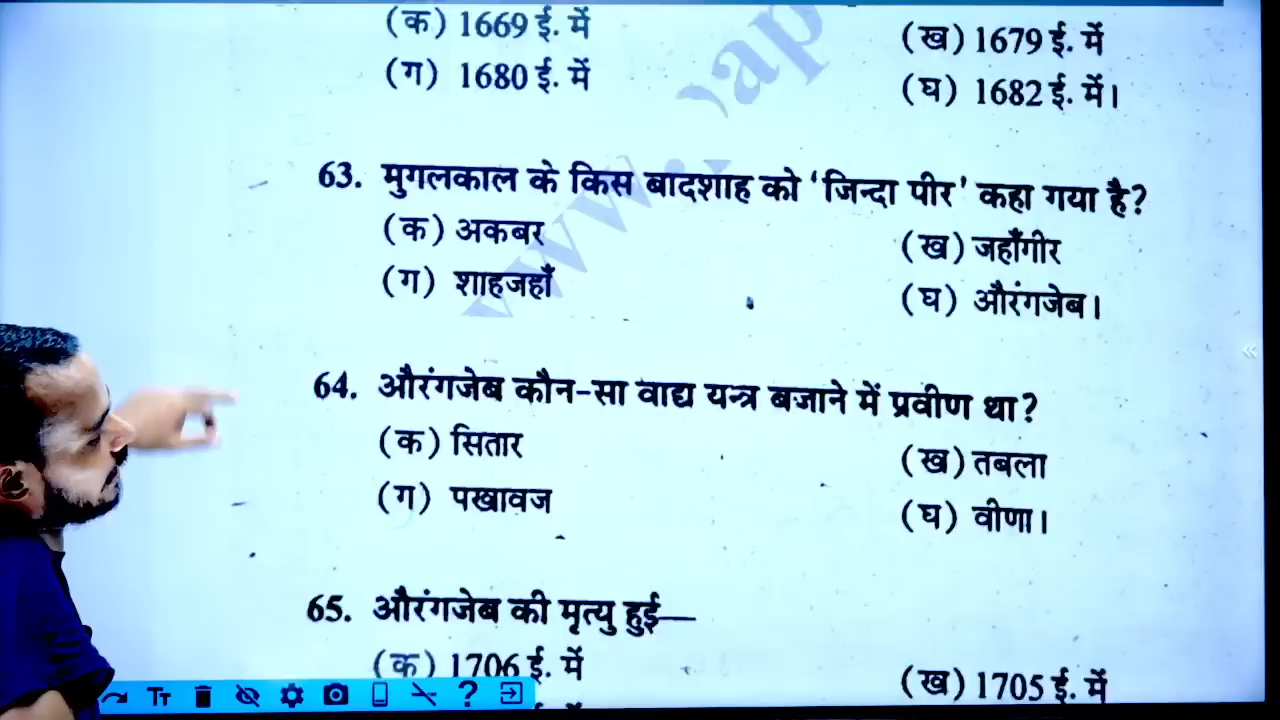 (क) 1669 ई. में
(ख) 1679 ई. में
(ग) 1680 ई. में
(घ) 1682 ई. में।
63. मुगलकाल के किस बादशाह को ‘जिन्दा पीर’ कहा गया है?
(क) अकबर
(ख) जहाँगीर
(ग) शाहजहाँ
(घ) औरंगजेब।
64. औरंगजेब कौन-सा वाद्य यन्त्र बजाने में प्रवीण था?
(क) सितार
(ख) तबला
(ग) पखावज
(घ) वीणा।
65. औरंगजेब की मृत्यु हुई—
(क) 1706 ई. में
(ख) 1705 ई. में